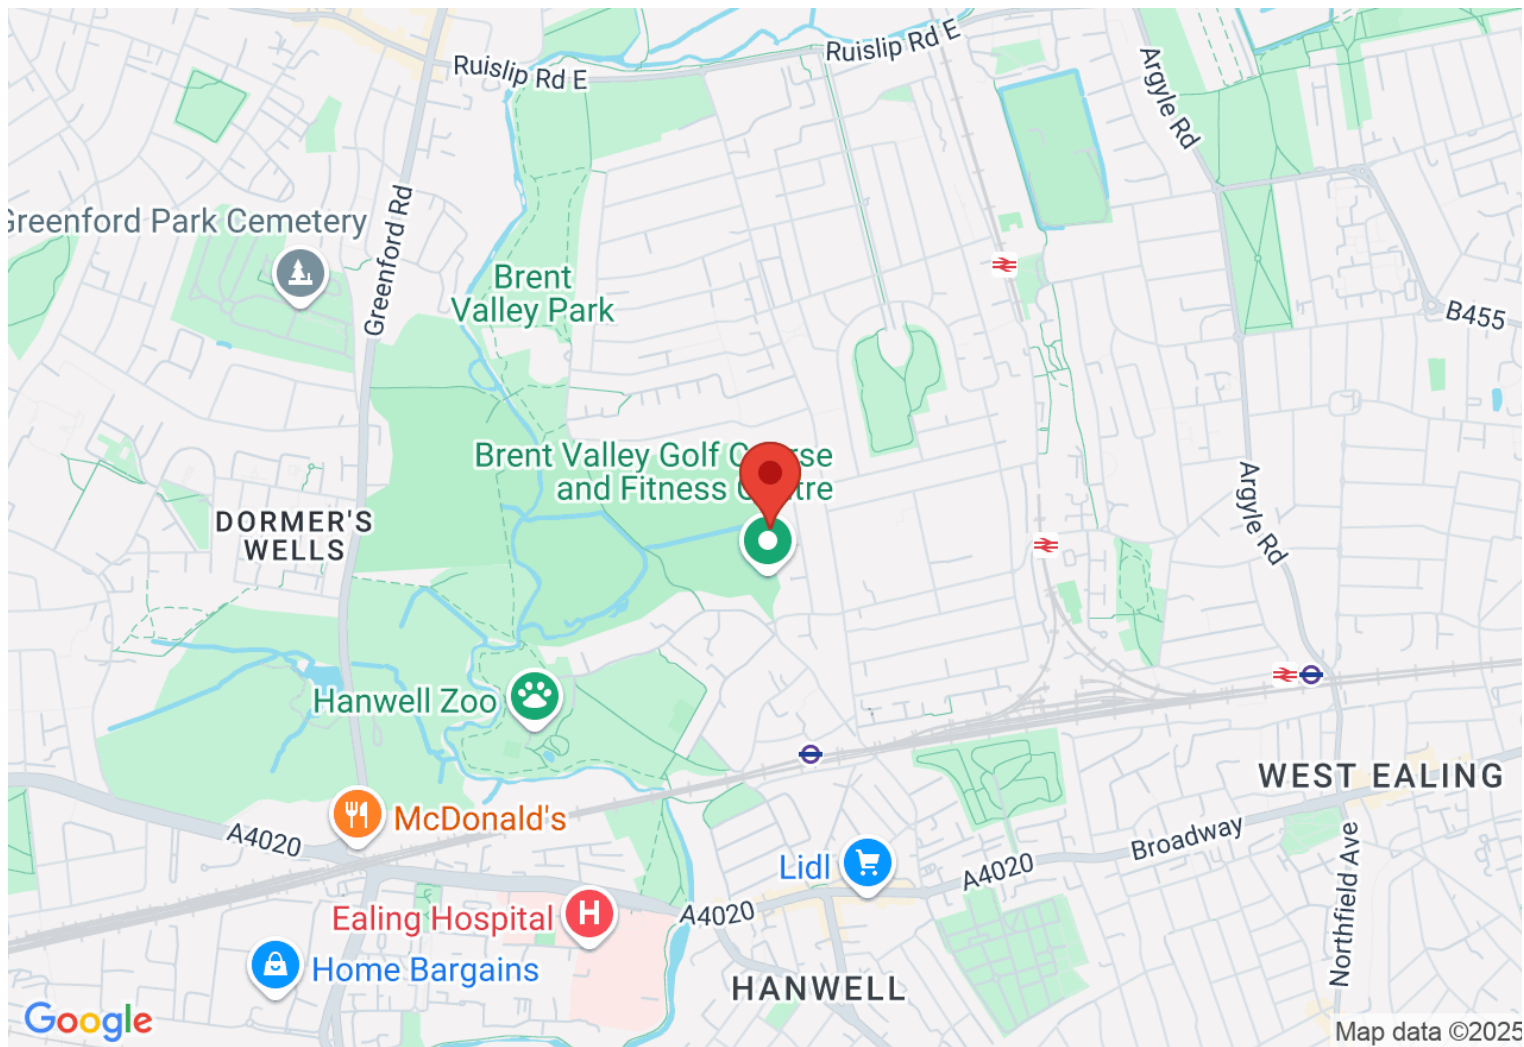 Ruislip Rd E
Ruislip Rd E
Argyle Rd
Greenford Park Cemetery
Greenford Rd
Brent
Valley Park
B455
Brent Valley Golf
and Fitness
DORMER'S
WELLS
Argyle Rd
Hanwell Zoo
WEST EALING
McDonald's
A4020
Broadway
Lidl
A4020
Ealing Hospital
H
A4020
Northfield Ave
Home Bargains
HANWELL
Google
Map data ©2025